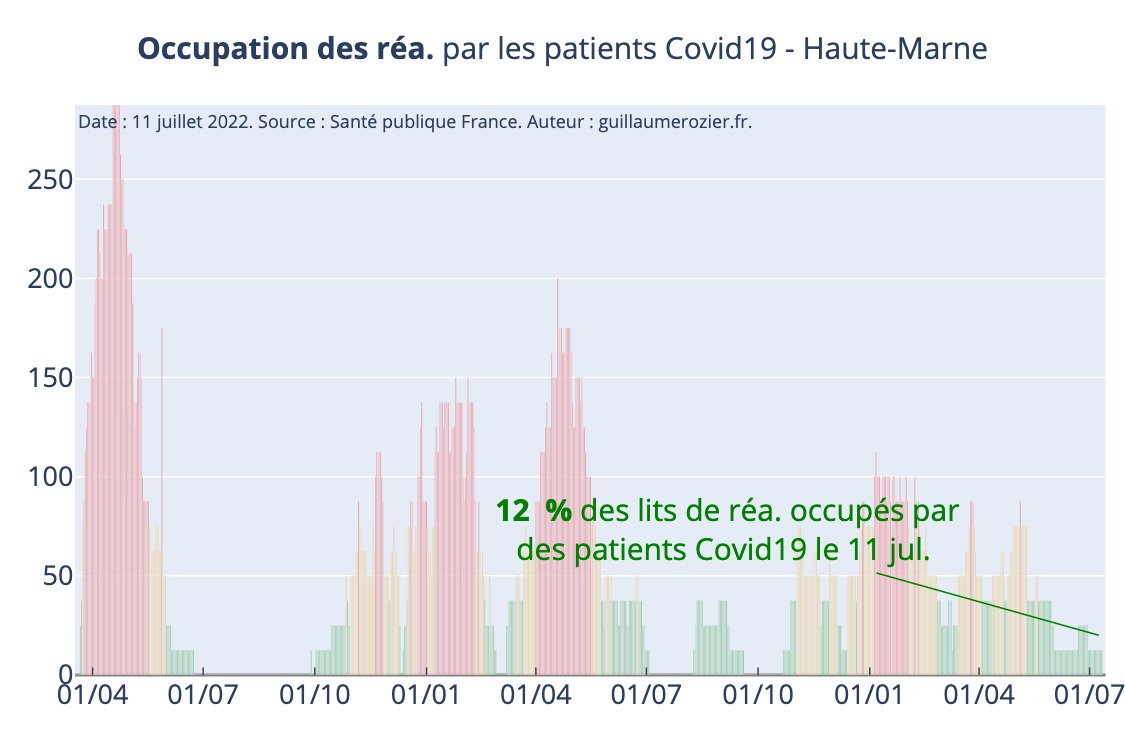 Occupation des réa. par les patients Covid19 - Haute-Marne
Date : 11 juillet 2022. Source : Santé publique France. Auteur : guillaumerozier.fr.
250
200
150
100
12 % des lits de réa. occupés par
des patients Covid19 le 11 jul.
50
0
01/04 01/07 01/10 01/01 01/04 01/07 01/10 01/01 01/04 01/07